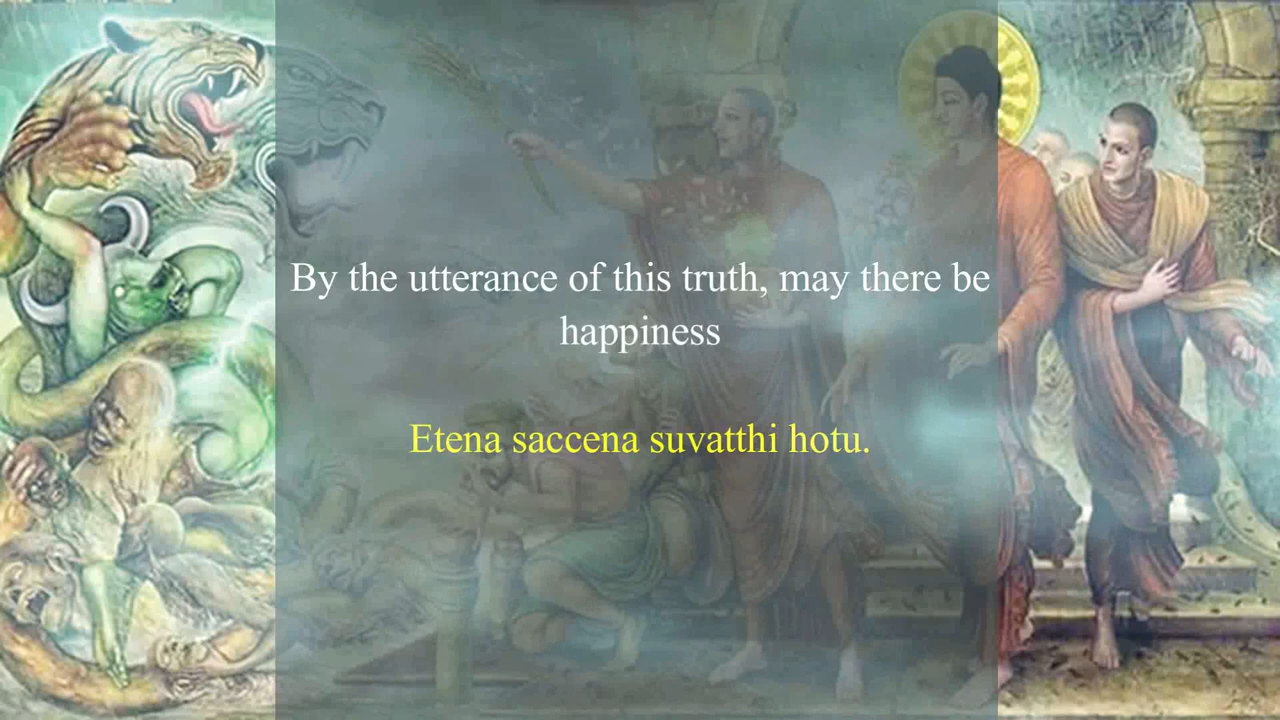 By the utterance of this truth, may there be
happiness
Etena saccena suvatthi hotu.